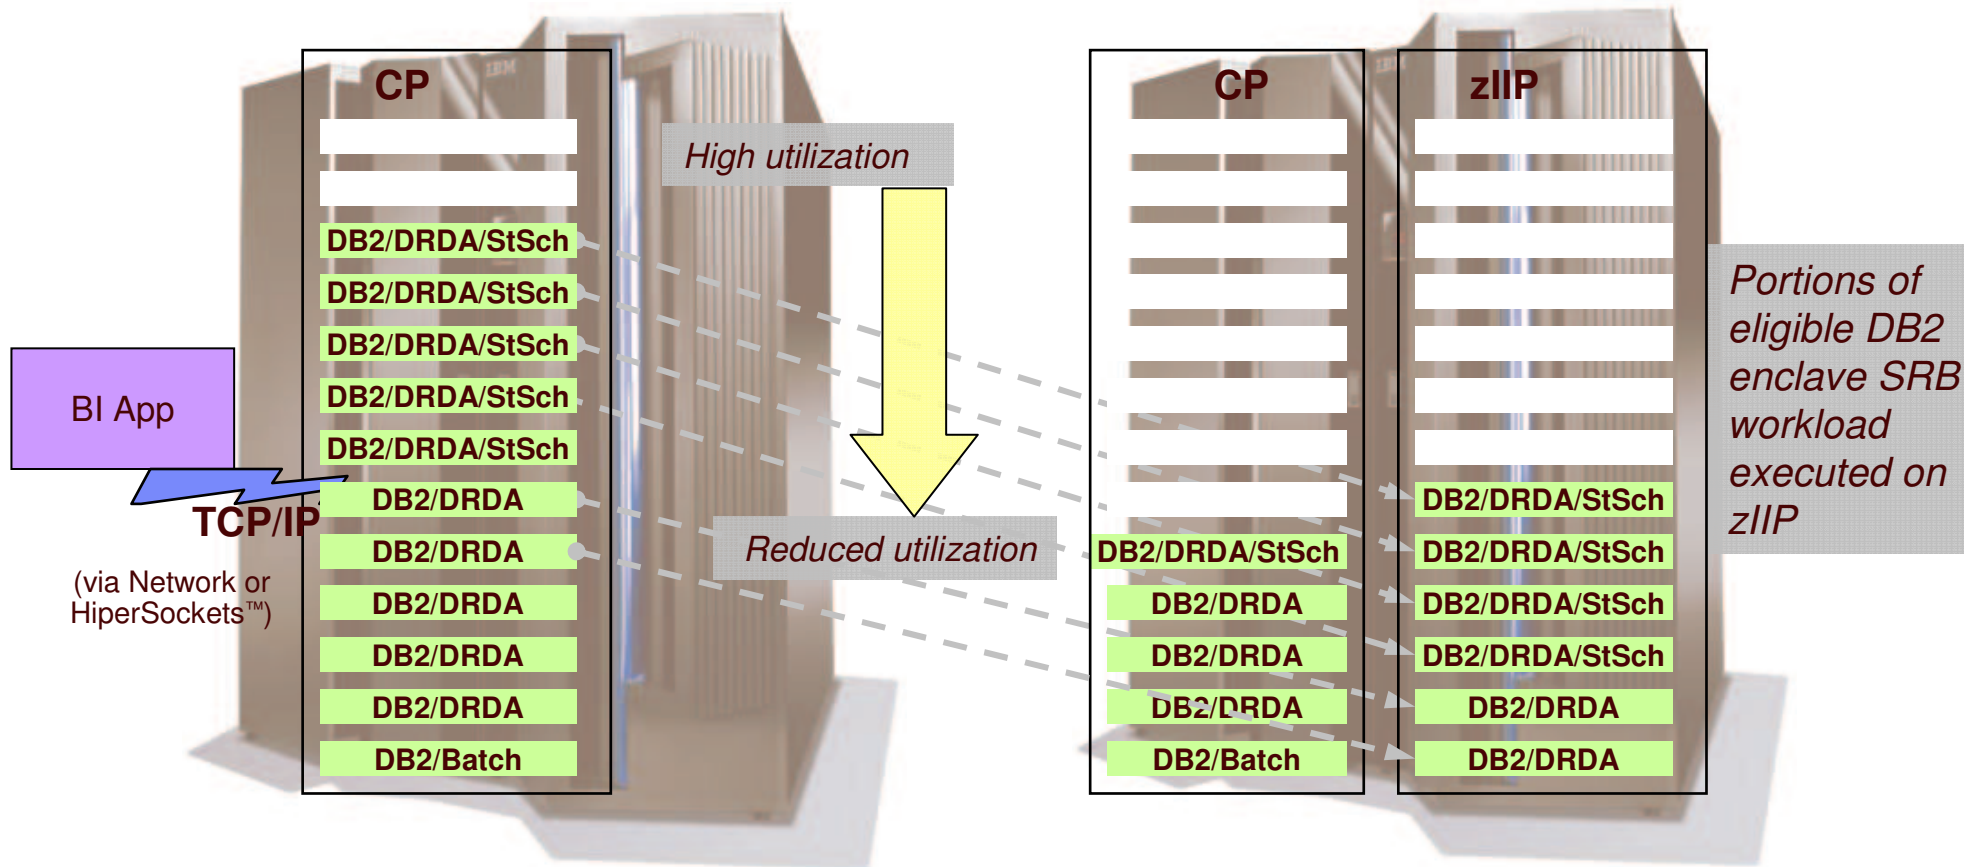 CP
High utilization
DB2/DRDA/StSch
DB2/DRDA/StSch
DB2/DRDA/StSch
DB2/DRDA/StSch
DB2/DRDA/StSch
DB2/DRDA
DB2/DRDA
DB2/DRDA
DB2/DRDA
DB2/DRDA
DB2/Batch
BI App
TCP/IP
(via Network or
HiperSockets™)
Reduced utilization
CP
DB2/DRDA/StSch
DB2/DRDA
DB2/DRDA
DB2/DRDA
DB2/Batch
zIIP
DB2/DRDA/StSch
DB2/DRDA/StSch
DB2/DRDA/StSch
DB2/DRDA/StSch
DB2/DRDA
DB2/DRDA
Portions of
eligible DB2
enclave SRB
workload
executed on
zIIP
IBM
IBM